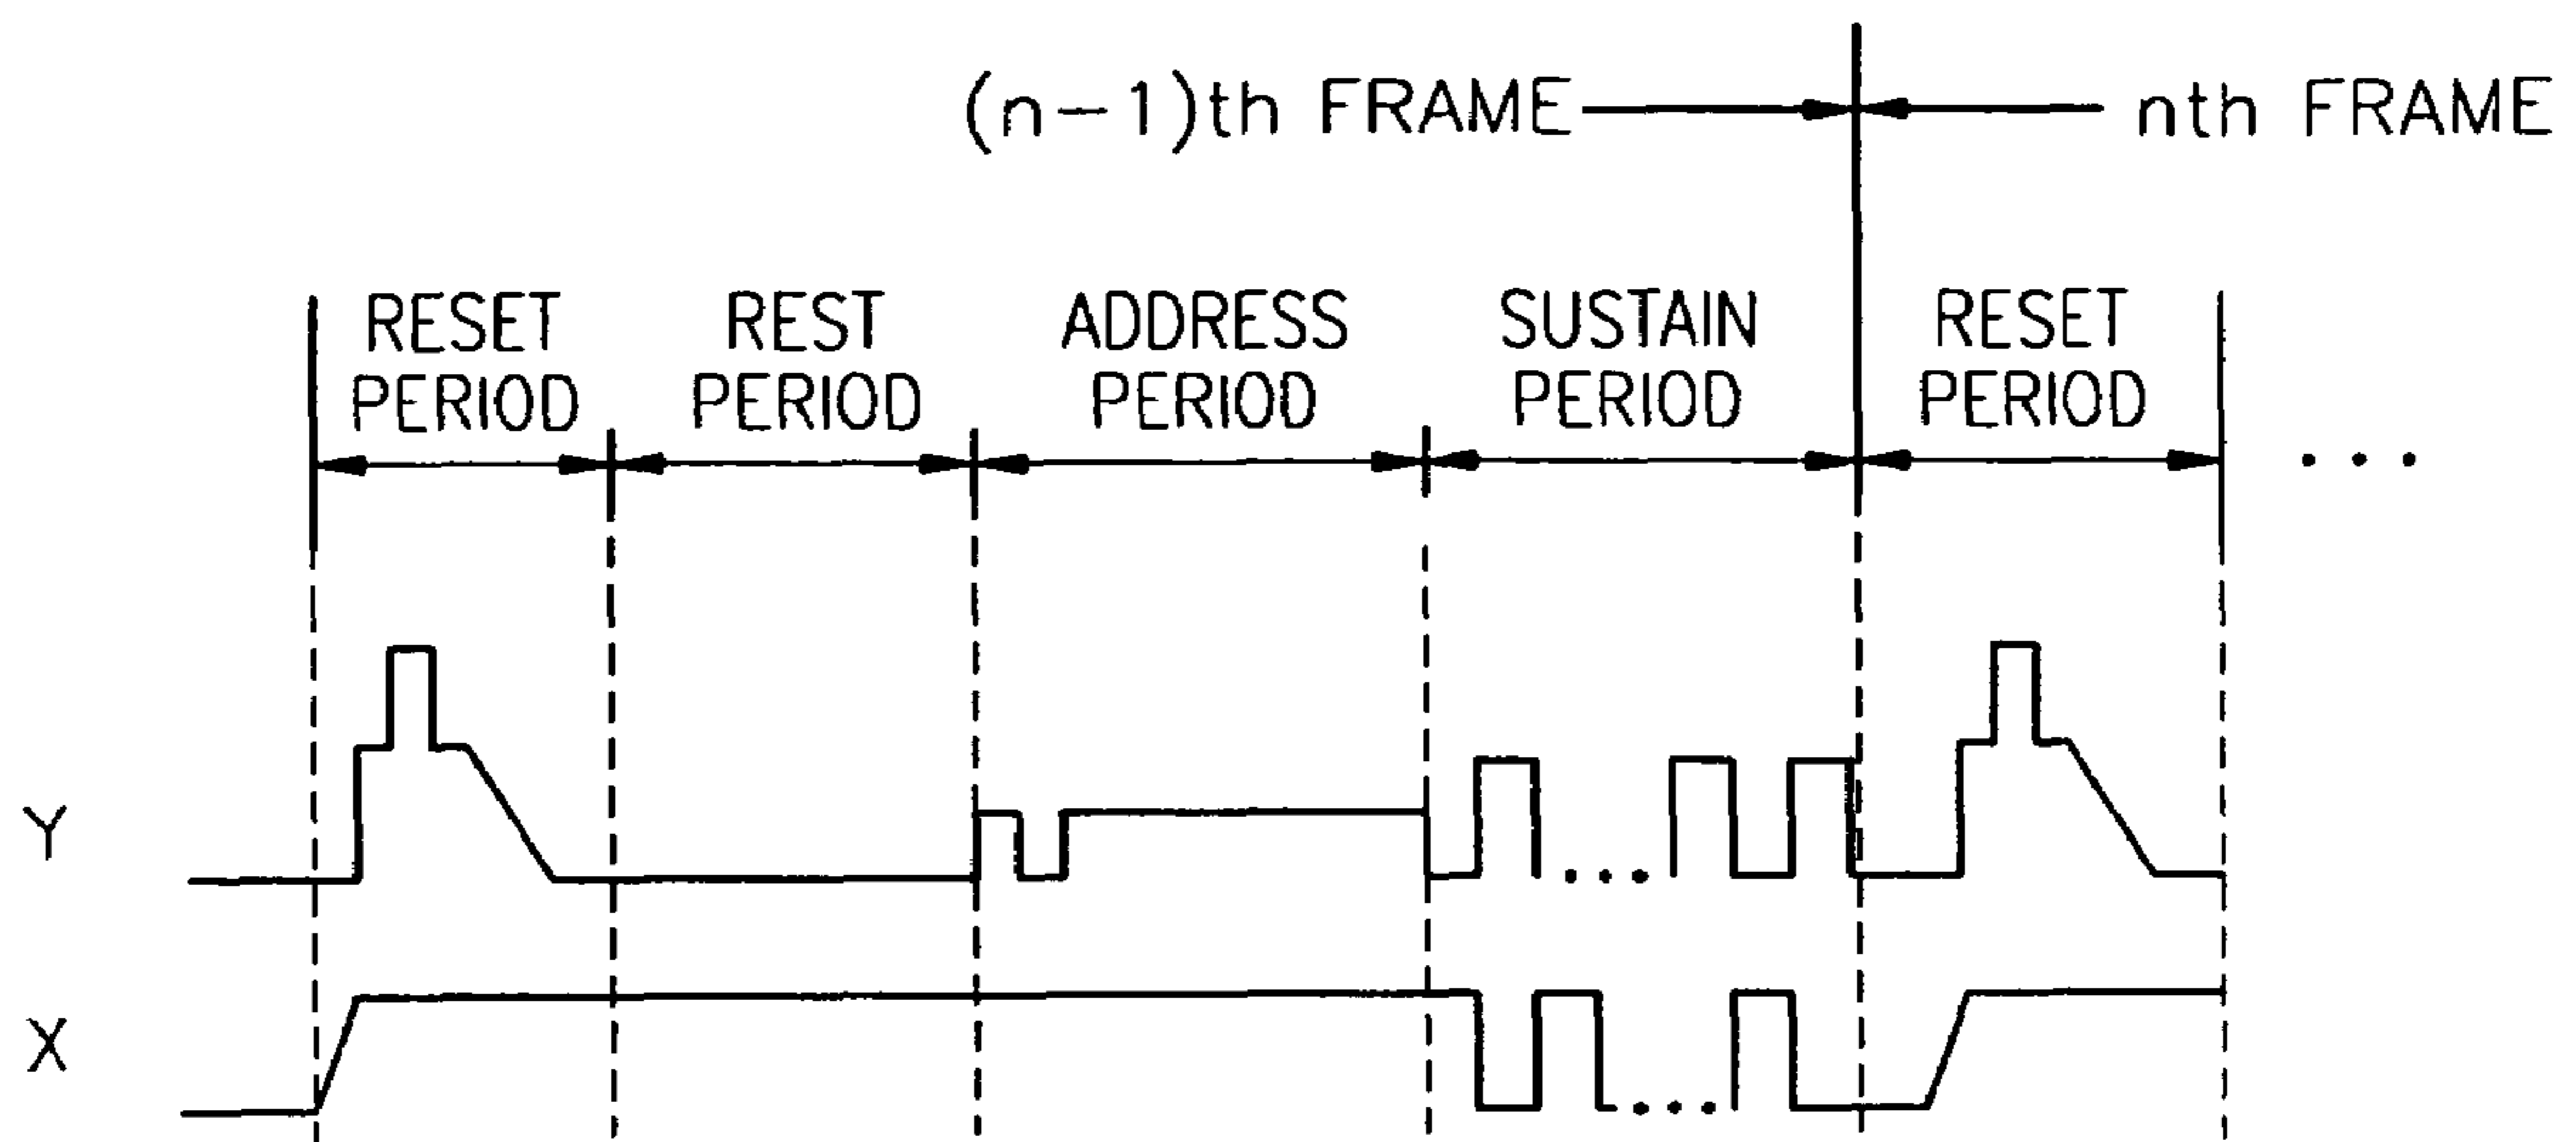 (n-1)th FRAME nth FRAME
RESET PERIOD
REST PERIOD
ADDRESS PERIOD
SUSTAIN PERIOD
RESET PERIOD
...
Y
...
X
...